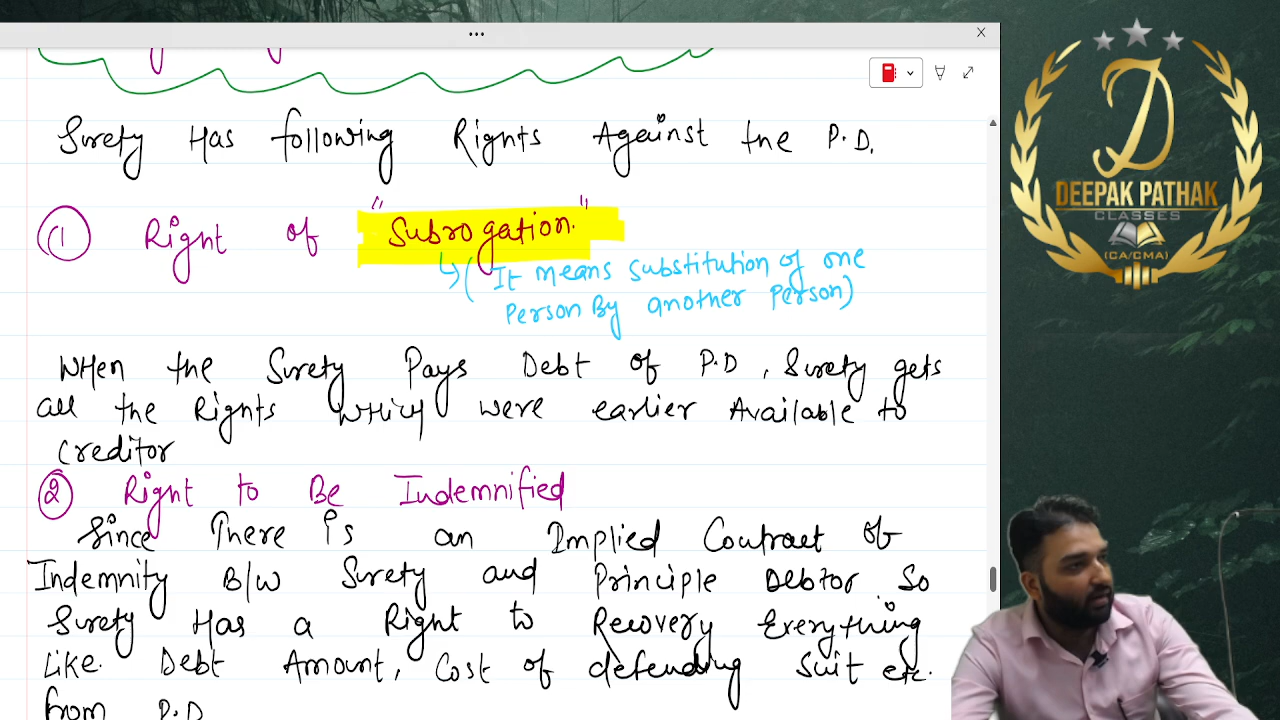 Surety Has following Rights Against the P.D.
① Right of "Subrogation."
(It means substitution of one
Person By another Person)
When the Surety Pays Debt of P.D, Surety gets
all the Rights which were earlier Available to
Creditor
② Right to Be Indemnified
Since There is an Implied Contract of
Indemnity B/W Surety and Principle Debtor. So
Surety Has a Right to Recovery Everything
Like Debt Amount, Cost of defending Suit etc.
from P.D
D
DEEPAK PATHAK
CLASSES
(CA/CMA)